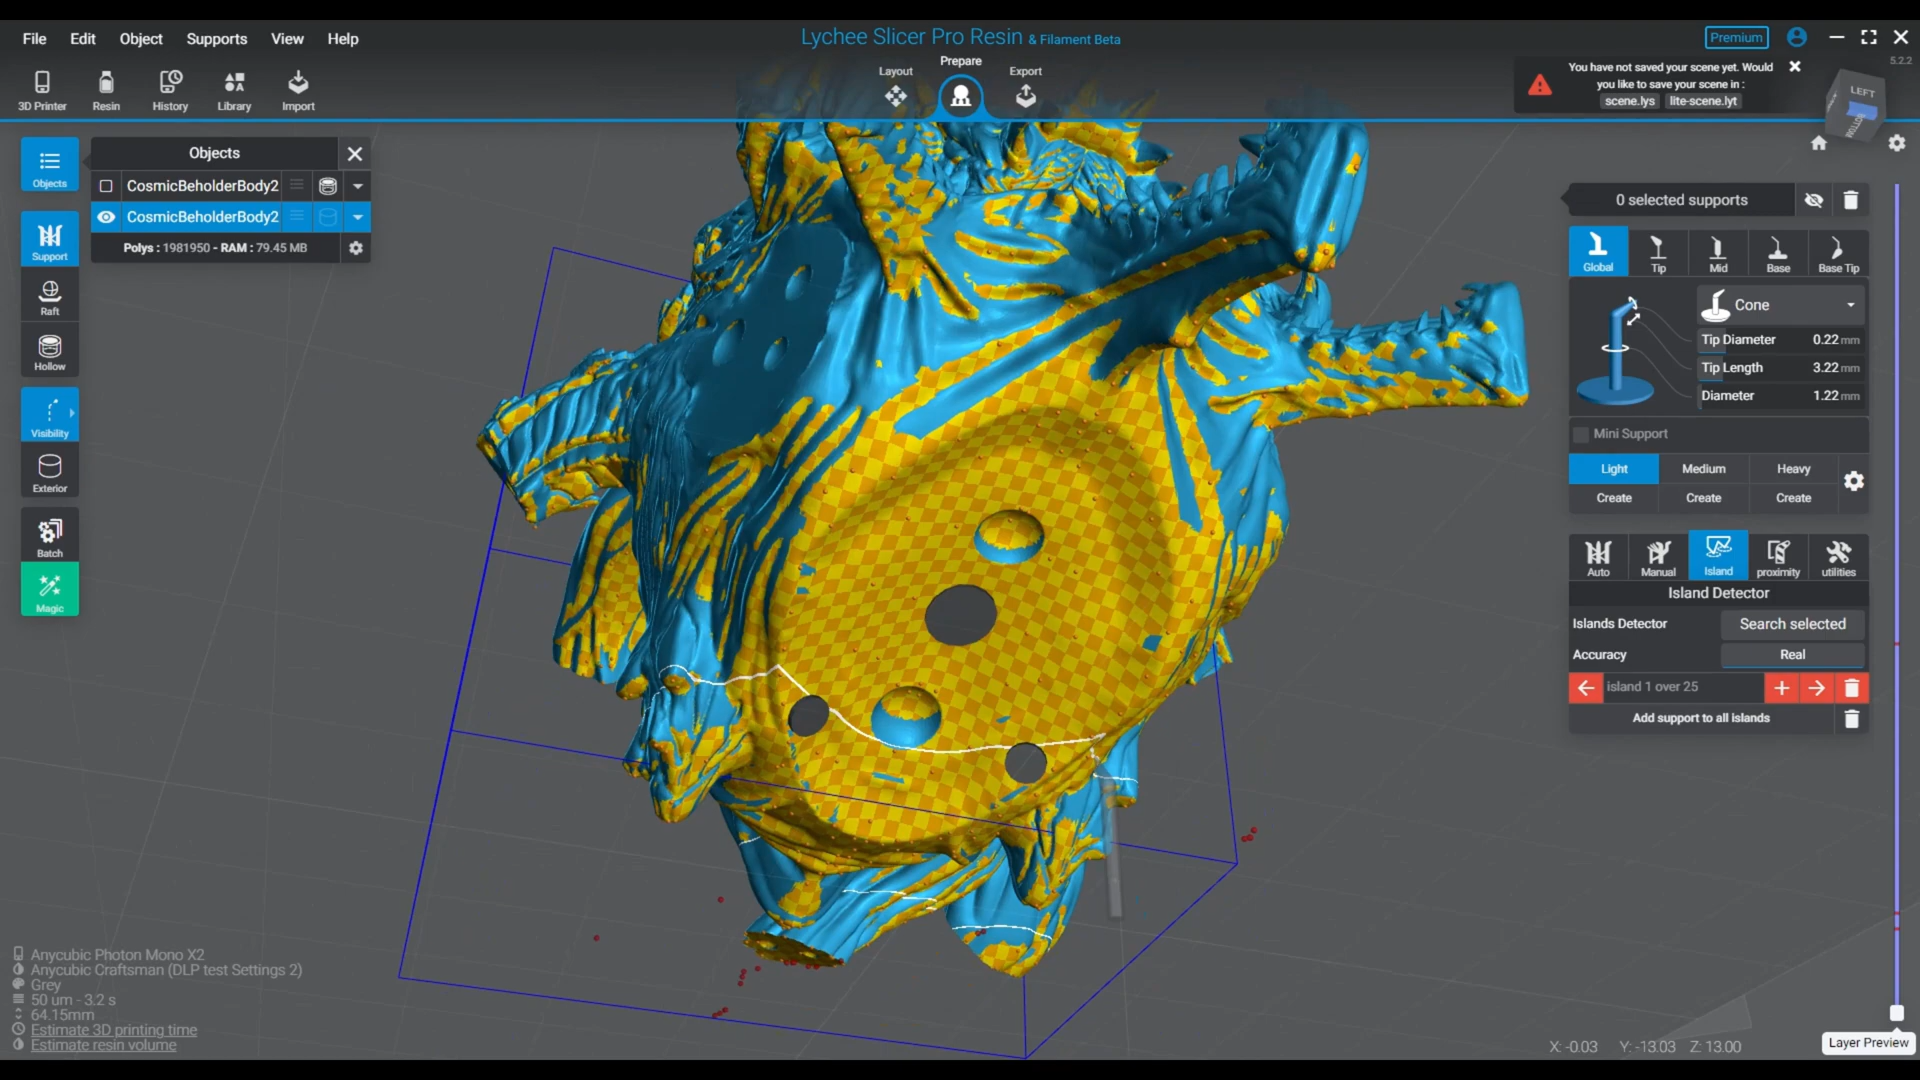 File Edit Object Supports View Help
Lychee Slicer Pro Resin & Filament Beta
Premium
5.2.2
3D Printer Resin History Library Import
Layout Prepare Export
You have not saved your scene yet. Would
you like to save your scene in :
scene.lys lite-scene.lyt
LEFT
BOTTOM
Objects
Objects
CosmicBeholderBody2
CosmicBeholderBody2
Polys : 1981950 - RAM : 79.45 MB
Support
Raft
Hollow
Visibility
Exterior
Batch
Magic
0 selected supports
Global Tip Mid Base Base Tip
Cone
Tip Diameter 0.22 mm
Tip Length 3.22 mm
Diameter 1.22 mm
Mini Support
Light Medium Heavy
Create Create Create
Auto Manual Island proximity utilities
Island Detector
Islands Detector Search selected
Accuracy Real
island 1 over 25
Add support to all islands
Anycubic Photon Mono X2
Anycubic Craftsman (DLP test Settings 2)
Grey
50 um - 3.2 s
64.15mm
Estimate 3D printing time
Estimate resin volume
X: -0.03 Y: -13.03 Z: 13.00
Layer Preview